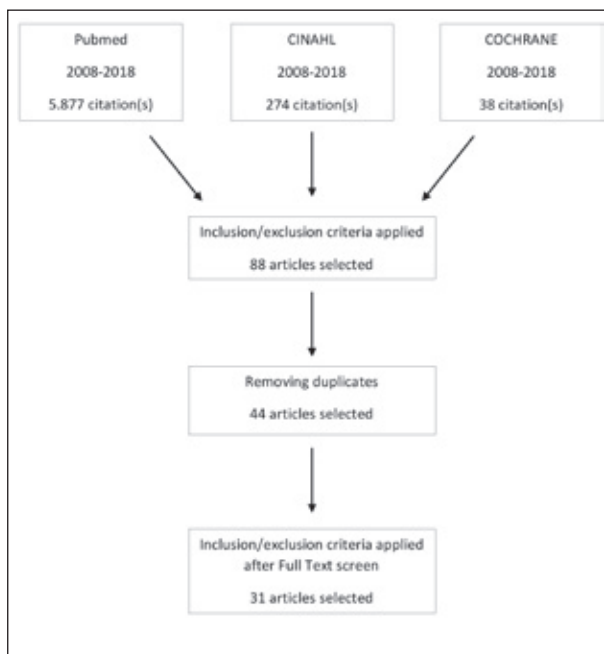 Pubmed
2008-2018
5.877 citation(s)
CINAHL
2008-2018
274 citation(s)
COCHRANE
2008-2018
38 citation(s)
Inclusion/exclusion criteria applied
88 articles selected
Removing duplicates
44 articles selected
Inclusion/exclusion criteria applied
after Full Text screen
31 articles selected